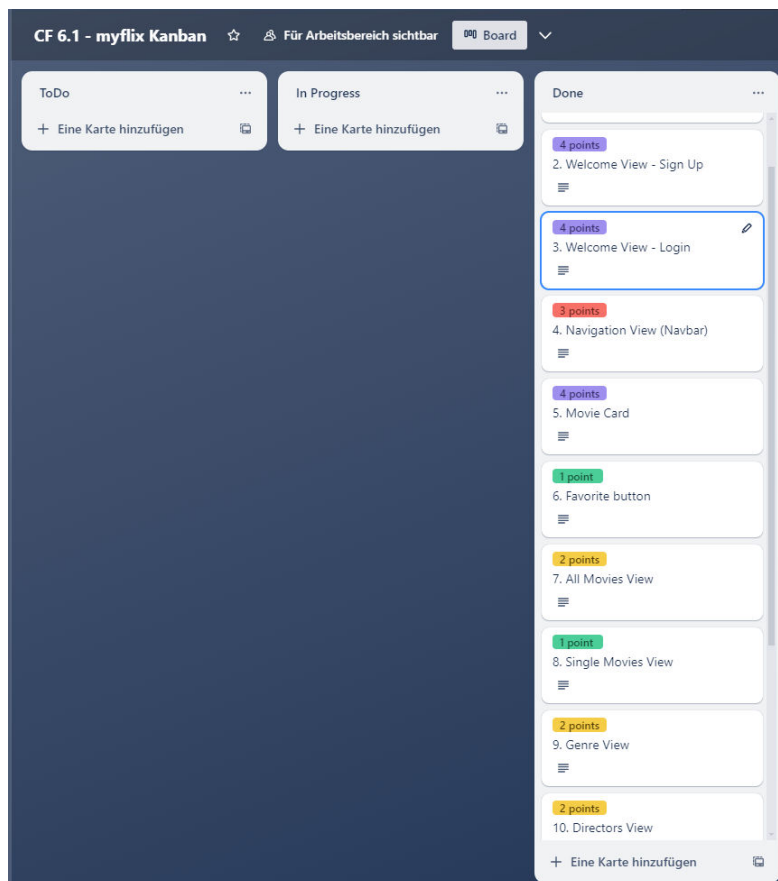 CF 6.1 - myflix Kanban Für Arbeitsbereich sichtbar Board
ToDo
Eine Karte hinzufügen
In Progress
Eine Karte hinzufügen
Done
4 points
2. Welcome View - Sign Up
4 points
3. Welcome View - Login
3 points
4. Navigation View (Navbar)
4 points
5. Movie Card
1 point
6. Favorite button
2 points
7. All Movies View
1 point
8. Single Movies View
2 points
9. Genre View
2 points
10. Directors View
Eine Karte hinzufügen